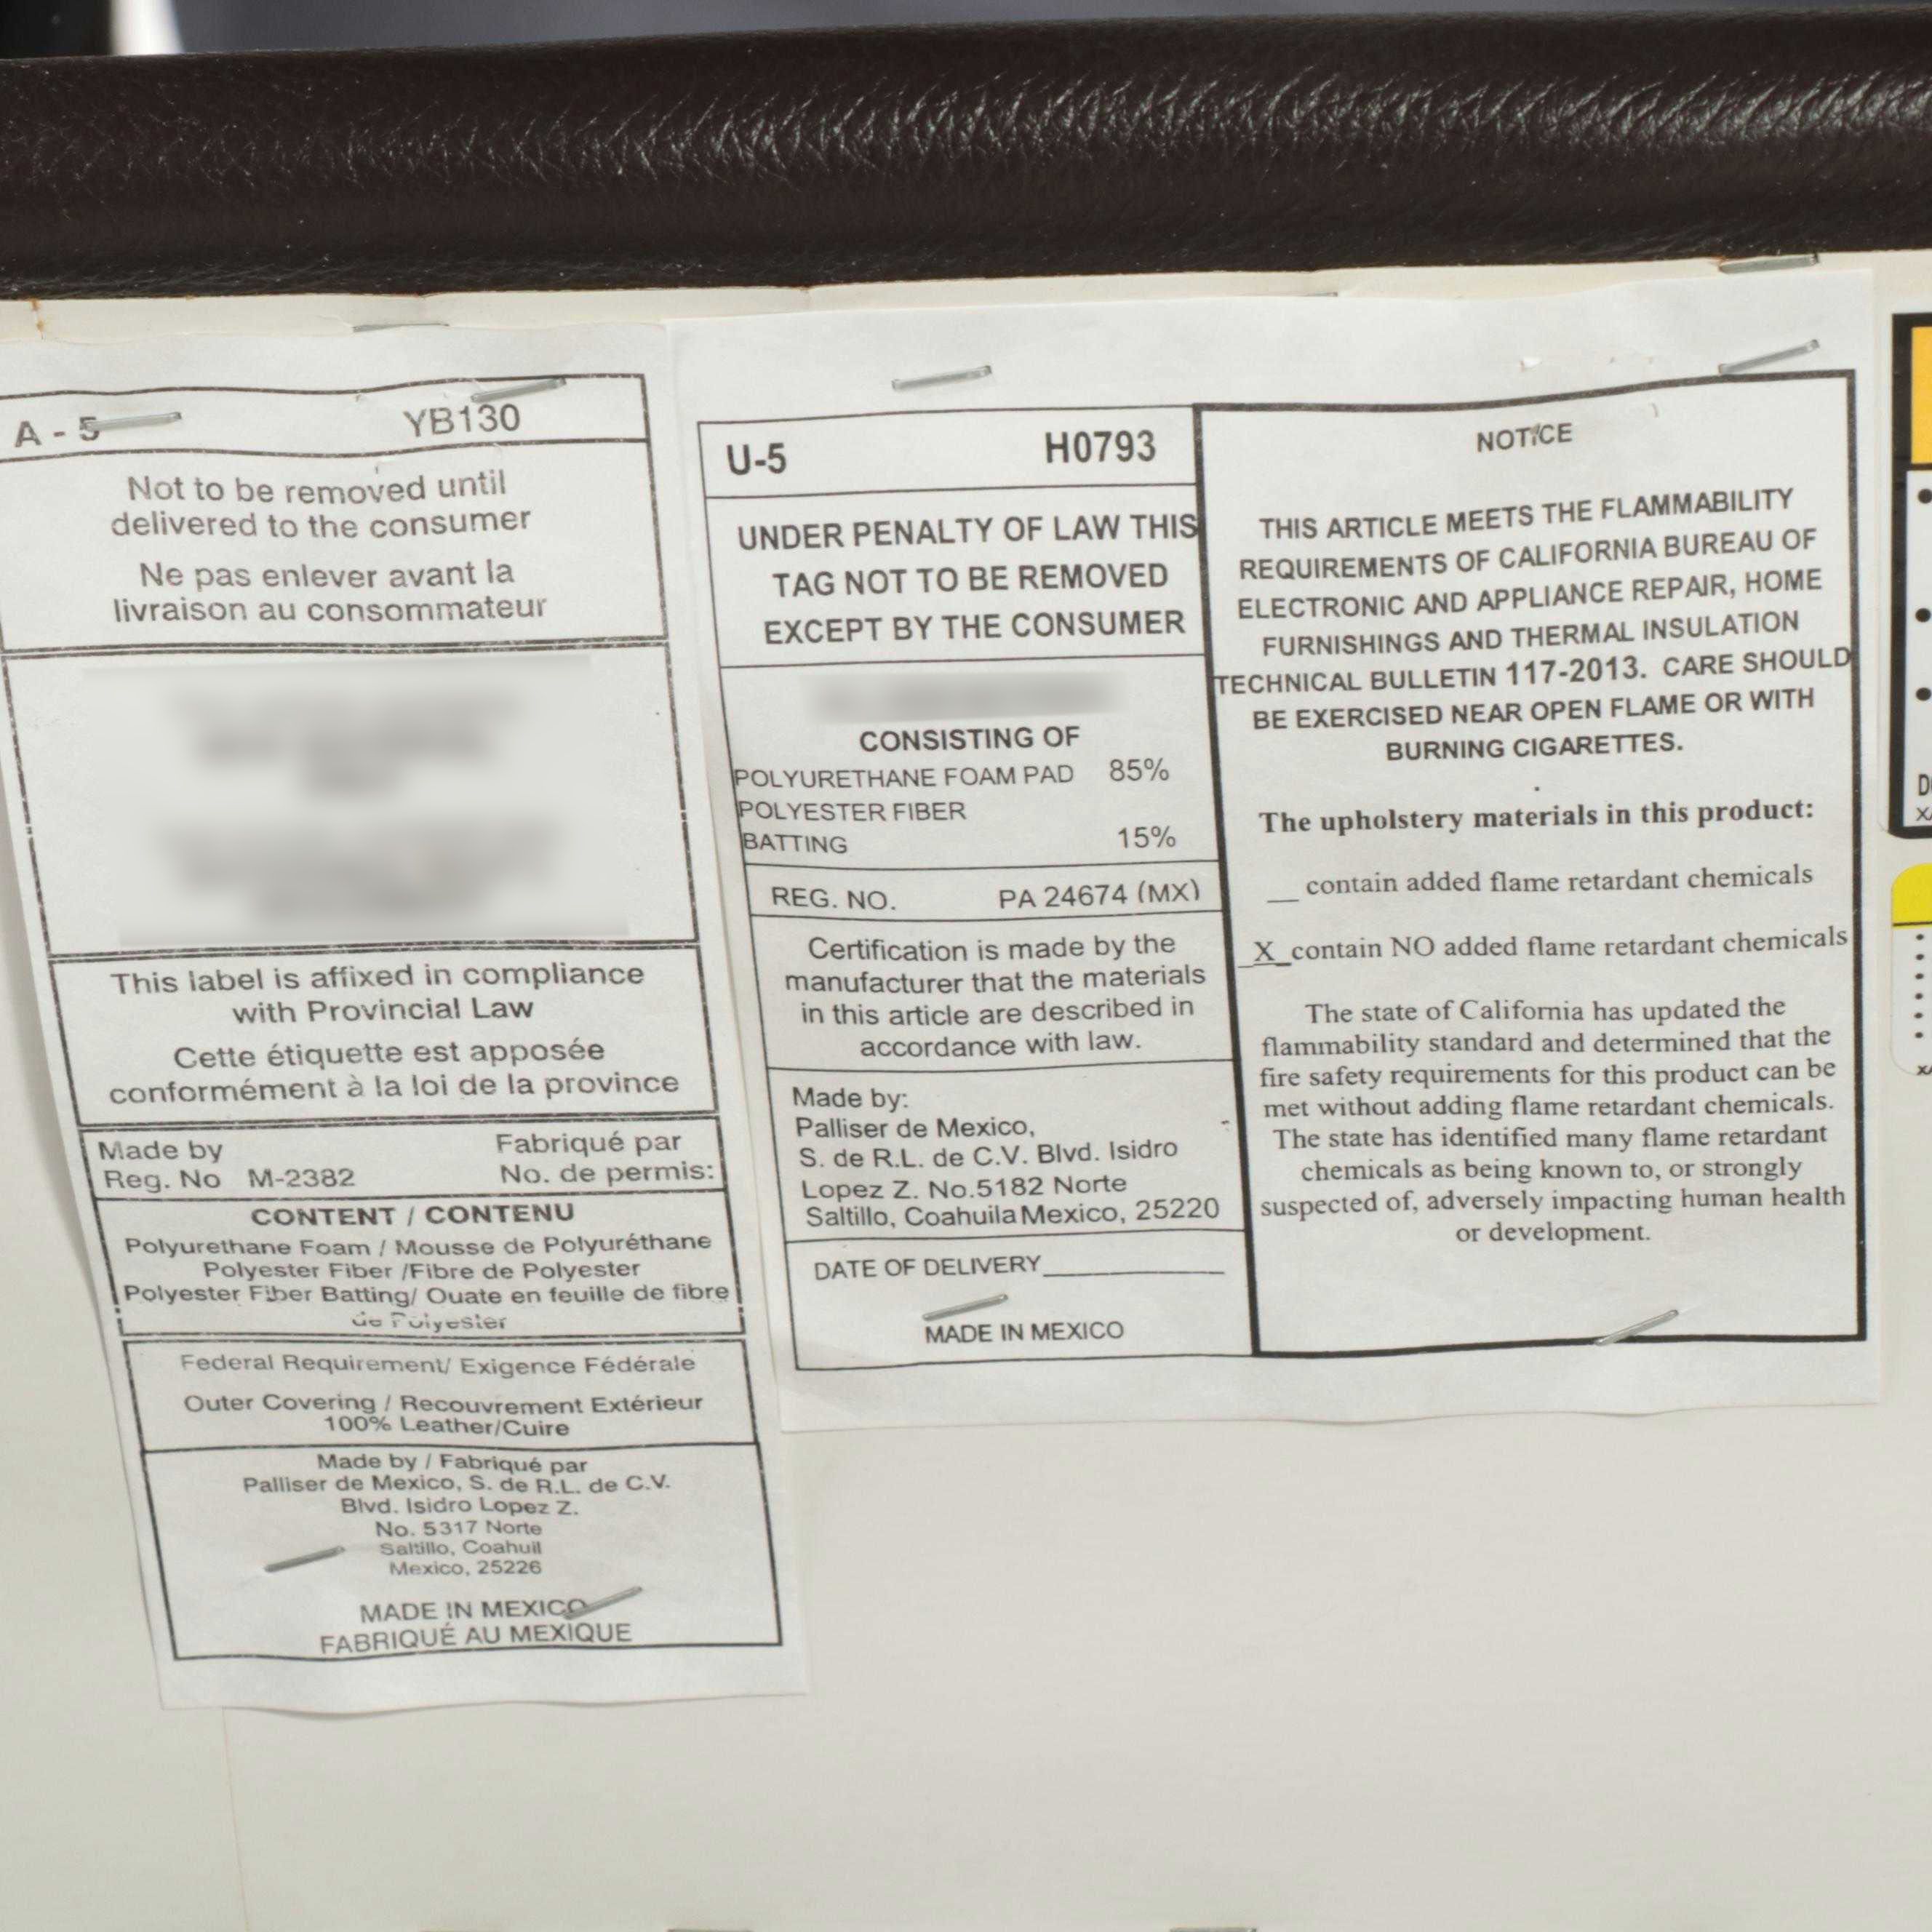 A - 5 YB130
Not to be removed until
delivered to the consumer
Ne pas enlever avant la
livraison au consommateur
This label is affixed in compliance
with Provincial Law
Cette étiquette est apposée
conformément à la loi de la province
Made by Fabriqué par
Reg. No M-2382 No. de permis:
CONTENT / CONTENU
Polyurethane Foam / Mousse de Polyuréthane
Polyester Fiber /Fibre de Polyester
Polyester Fiber Batting/ Ouate en feuille de fibre
de Polyester
Federal Requirement/ Exigence Fédérale
Outer Covering / Recouvrement Extérieur
100% Leather/Cuire
Made by / Fabriqué par
Palliser de Mexico, S. de R.L. de C.V.
Blvd. Isidro Lopez Z.
No. 5317 Norte
Saltillo, Coahuil
Mexico, 25226
MADE IN MEXICO
FABRIQUÉ AU MEXIQUE
U-5 H0793
UNDER PENALTY OF LAW THIS
TAG NOT TO BE REMOVED
EXCEPT BY THE CONSUMER
CONSISTING OF
POLYURETHANE FOAM PAD 85%
POLYESTER FIBER
BATTING 15%
REG. NO. PA 24674 (MX)
Certification is made by the
manufacturer that the materials
in this article are described in
accordance with law.
Made by:
Palliser de Mexico,
S. de R.L. de C.V. Blvd. Isidro
Lopez Z. No.5182 Norte
Saltillo, Coahuila Mexico, 25220
DATE OF DELIVERY
MADE IN MEXICO
NOTICE
THIS ARTICLE MEETS THE FLAMMABILITY
REQUIREMENTS OF CALIFORNIA BUREAU OF
ELECTRONIC AND APPLIANCE REPAIR, HOME
FURNISHINGS AND THERMAL INSULATION
TECHNICAL BULLETIN 117-2013. CARE SHOULD
BE EXERCISED NEAR OPEN FLAME OR WITH
BURNING CIGARETTES.
The upholstery materials in this product:
__ contain added flame retardant chemicals
_X_contain NO added flame retardant chemicals
The state of California has updated the
flammability standard and determined that the
fire safety requirements for this product can be
met without adding flame retardant chemicals.
The state has identified many flame retardant
chemicals as being known to, or strongly
suspected of, adversely impacting human health
or development.